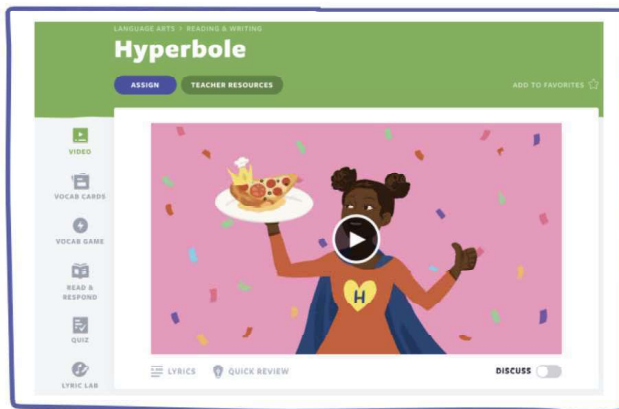 LANGUAGE ARTS > READING & WRITING
Hyperbole
ASSIGN
TEACHER RESOURCES
ADD TO FAVORITES
VIDEO
VOCAB CARDS
VOCAB GAME
READ &
RESPOND
QUIZ
LYRIC LAB
H
LYRICS
QUICK REVIEW
DISCUSS